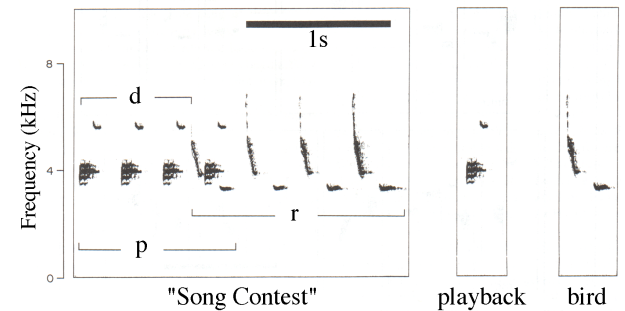 1s
8
d
4
Frequency (kHz)
r
p
0
"Song Contest"
playback
bird